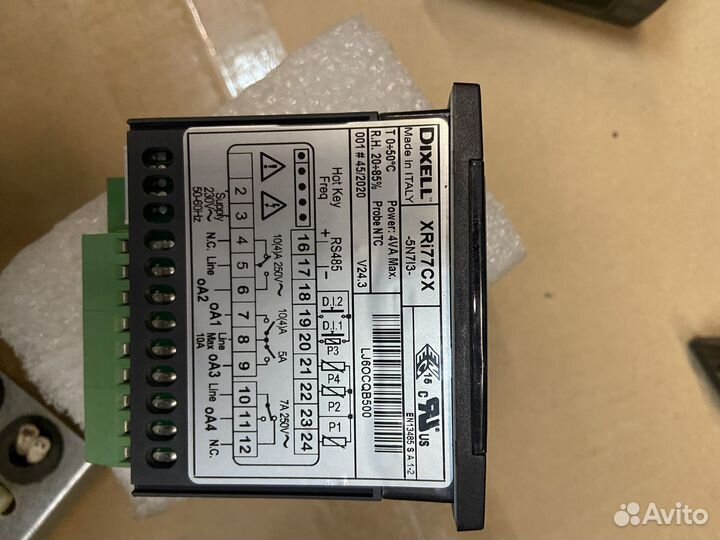 DIXELL
Made in ITALY
XRi77CX
-5N7I3-
T 0÷50°C
R.H. 20÷85%
Power: 4VA Max.
Probe NTC
001 # 45/2020
V24.3
LJ6OCQB500
15
C US
EN13485 S A 1-2
Hot Key
Freq
+ RS485 -
D.I.2
D.I.1
P3
P4
P2
P1
16 17 18 19 20 21 22 23 24
10(4)A 250V~
10(4)A
5A
7A 250V~
2 3 4 5 6 7 8 9 10 11 12
Supply
230V~
50-60Hz
N.C.
Line
oA2
oA1
Line
Max
10A
oA3
Line
oA4
N.C.
Avito